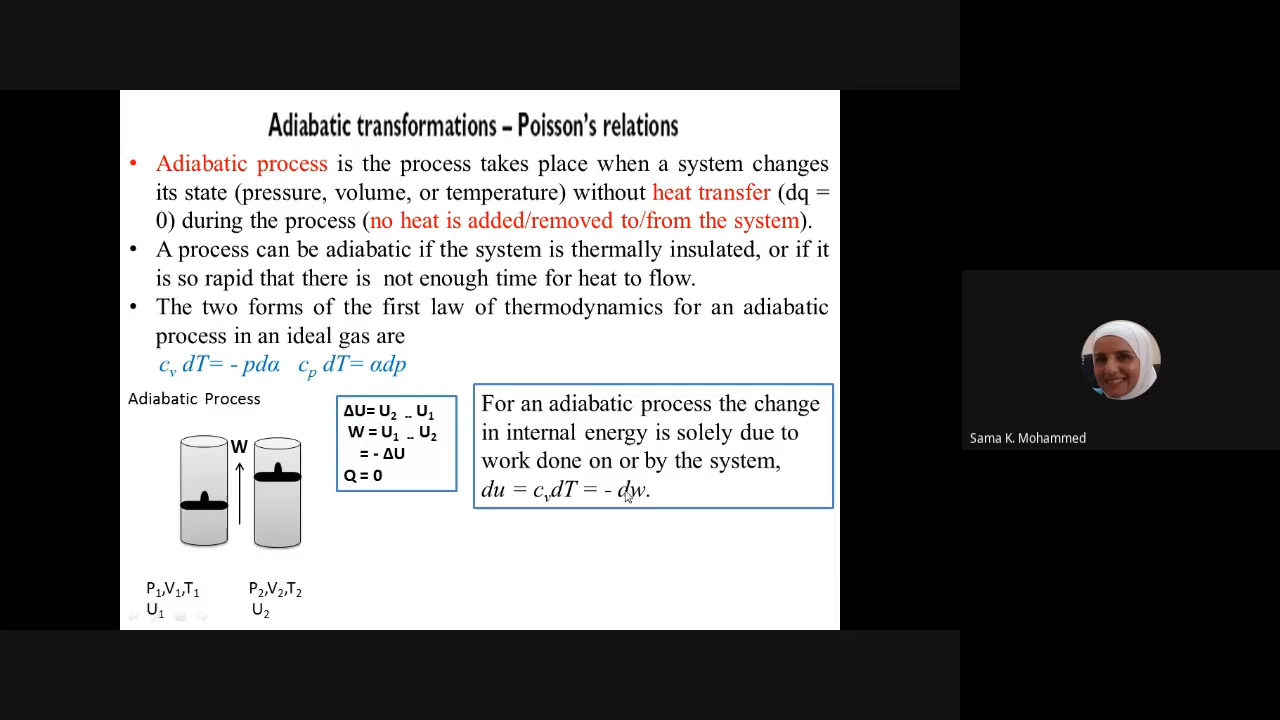 Adiabatic transformations – Poisson's relations
• Adiabatic process is the process takes place when a system changes
its state (pressure, volume, or temperature) without heat transfer (dq =
0) during the process (no heat is added/removed to/from the system).
• A process can be adiabatic if the system is thermally insulated, or if it
is so rapid that there is not enough time for heat to flow.
• The two forms of the first law of thermodynamics for an adiabatic
process in an ideal gas are
cᵥ dT= - pdα cₚ dT= αdp
Adiabatic Process
W
ΔU= U₂ -- U₁
W = U₁ -- U₂
= - ΔU
Q = 0
For an adiabatic process the change
in internal energy is solely due to
work done on or by the system,
du = cᵥdT = - dw.
P₁,V₁,T₁ P₂,V₂,T₂
U₁ U₂
Sama K. Mohammed